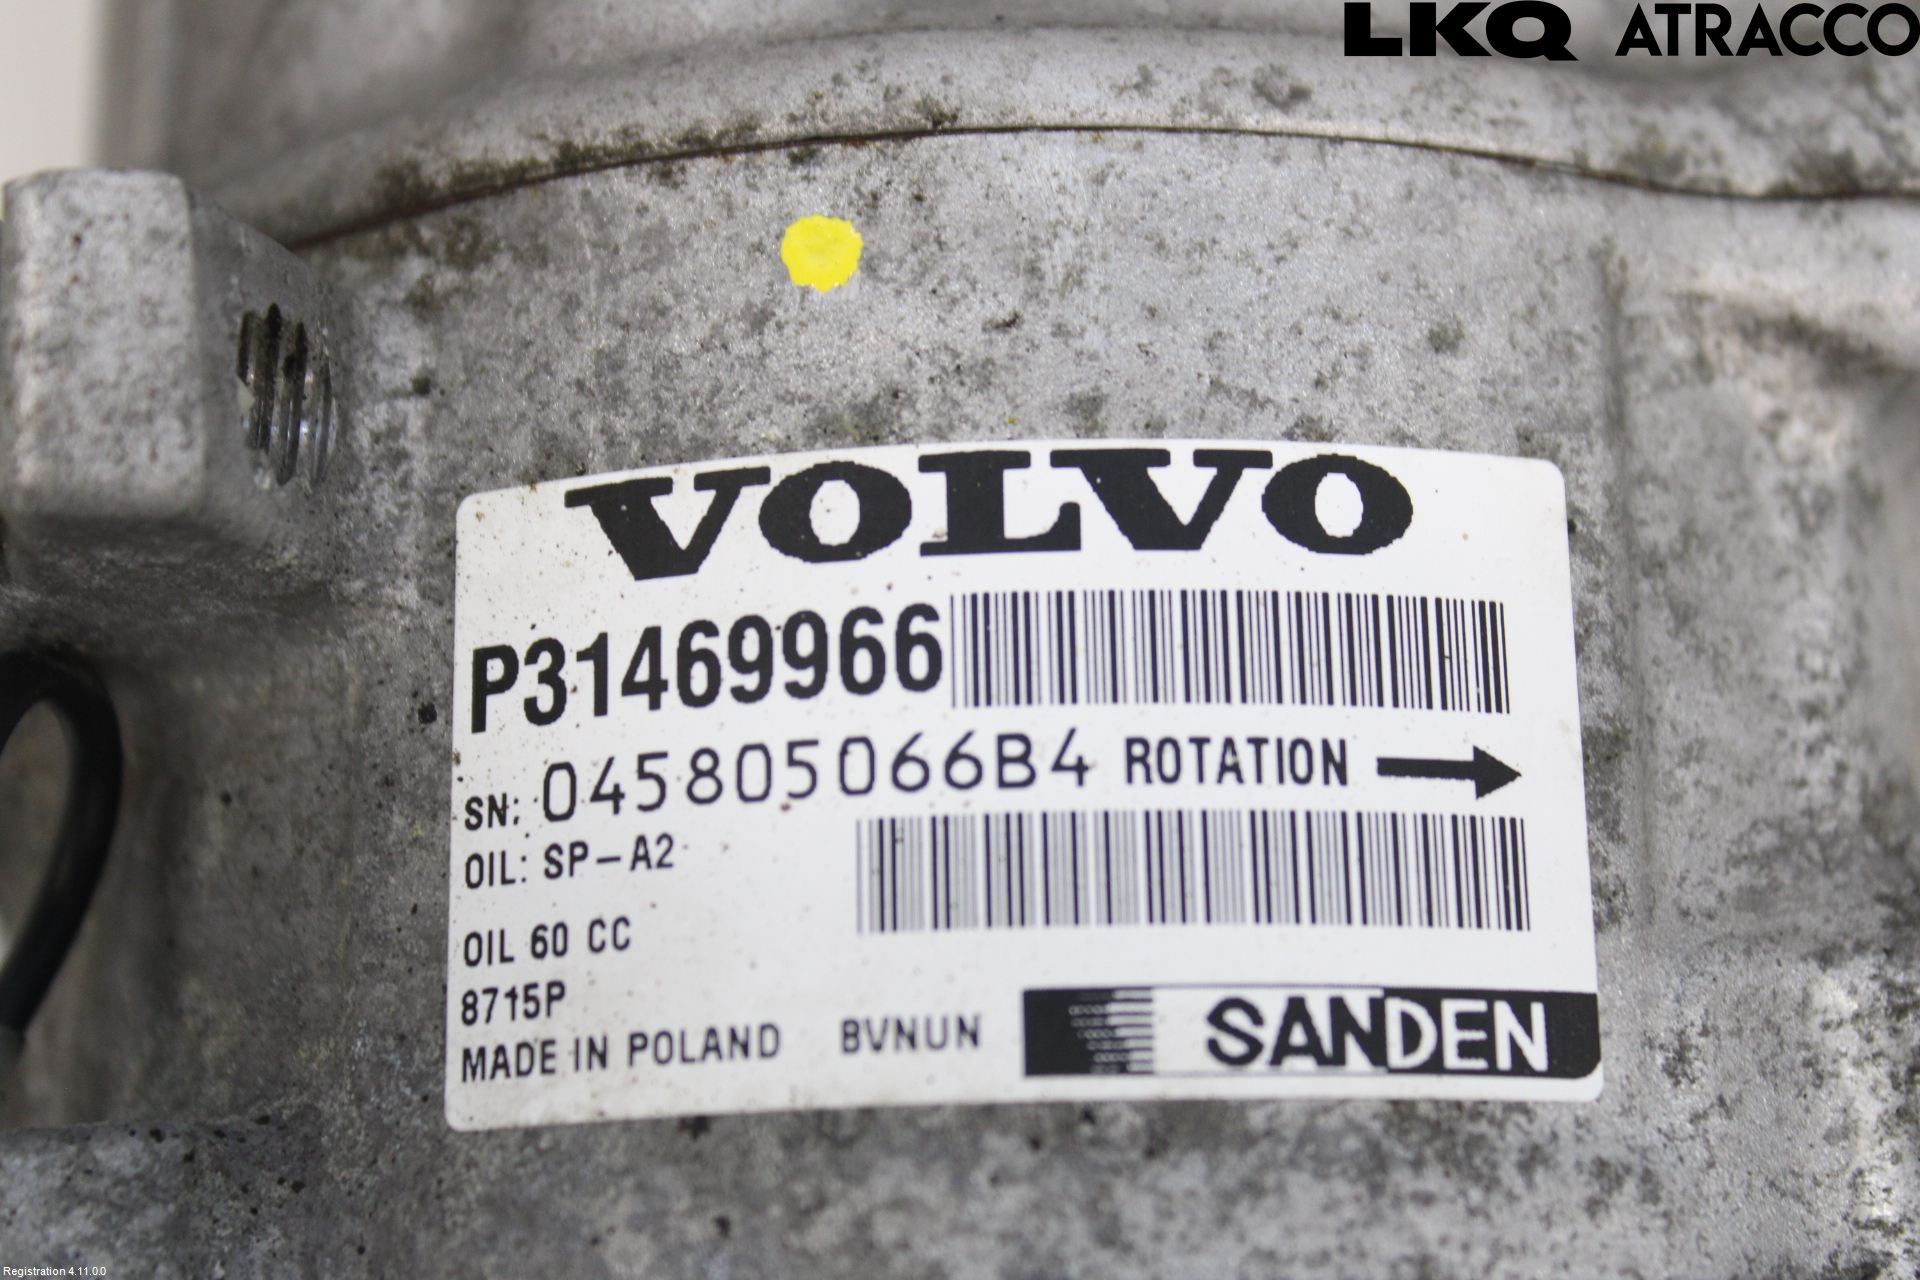 LKQ ATRACCO
VOLVO
P31469966
SN: 045805066B4 ROTATION
OIL: SP-A2
OIL 60 CC
8715P
MADE IN POLAND BVNUN SANDEN
Registration 4.11.0.0